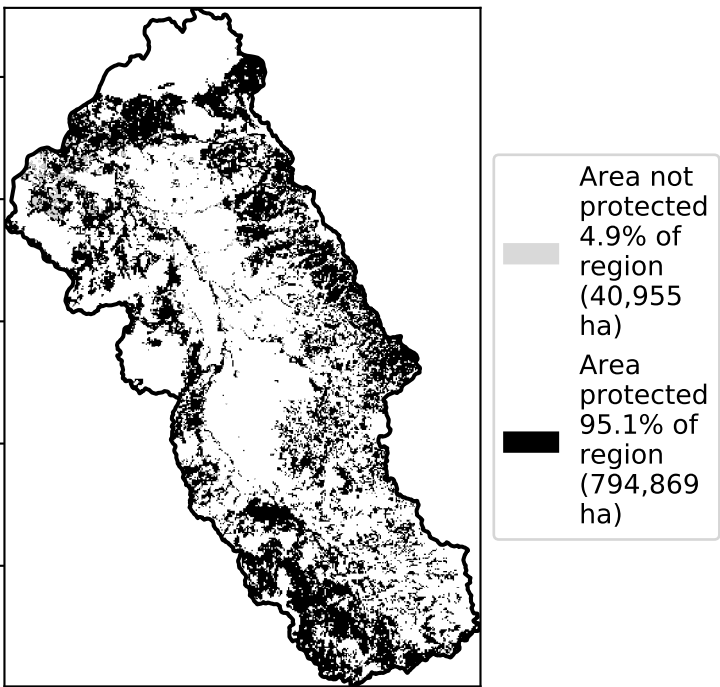 Area not
protected
4.9% of
region
(40,955
ha)
Area
protected
95.1% of
region
(794,869
ha)